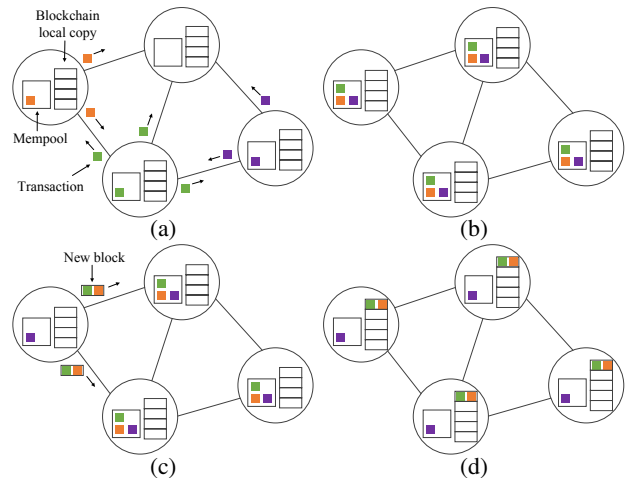 Blockchain
local copy
Mempool
Transaction
(a)
(b)
New block
(c)
(d)